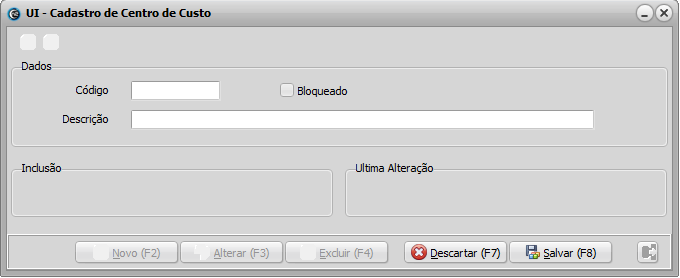 UI - Cadastro de Centro de Custo
Dados
Código
Bloqueado
Descrição
Inclusão
Ultima Alteração
Novo (F2)
Alterar (F3)
Excluir (F4)
Descartar (F7)
Salvar (F8)